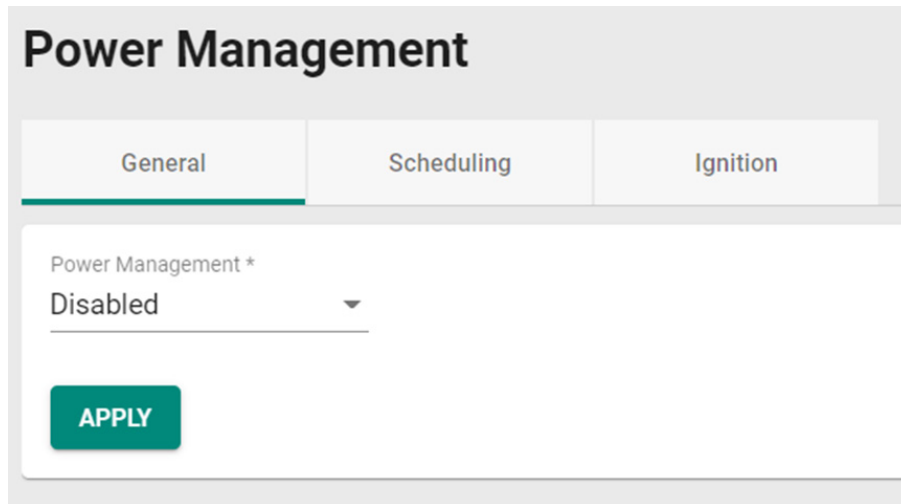 Power Management
General
Scheduling
Ignition
Power Management *
Disabled
APPLY